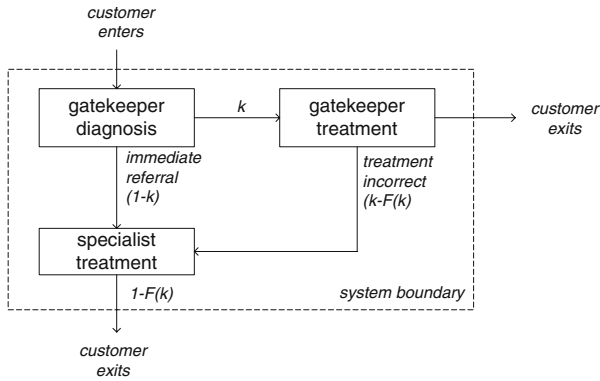 customer
enters
gatekeeper
diagnosis
k
gatekeeper
treatment
customer
exits
immediate
referral
(1-k)
treatment
incorrect
(k-F(k)
specialist
treatment
1-F(k)
system boundary
customer
exits